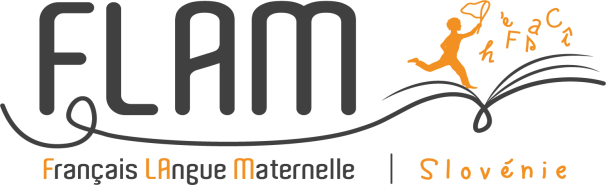 FLAM
h è F B a C î
Français LAngue Maternelle | Slovénie